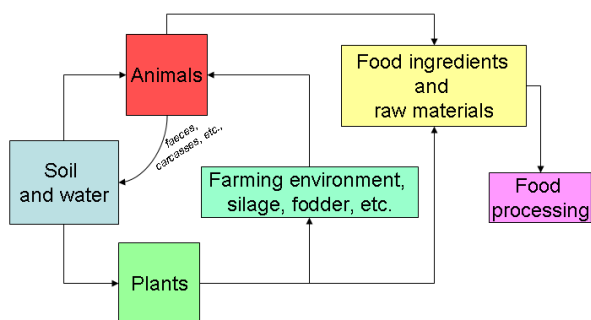 Animals
Food ingredients
and
raw materials
faeces,
carcasses, etc.,
Soil
and water
Farming environment,
silage, fodder, etc.
Food
processing
Plants